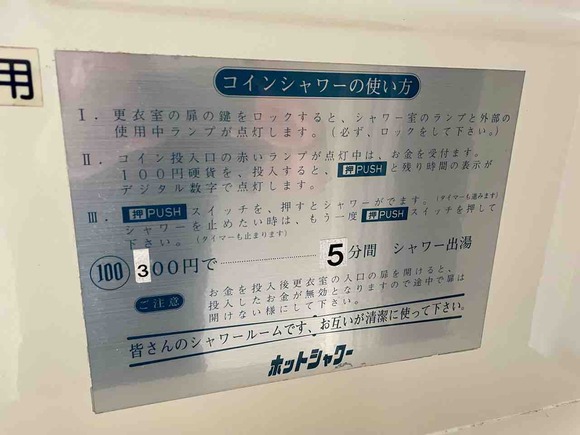 用
コインシャワーの使い方
I．更衣室の扉の鍵をロックすると、シャワー室のランプと外部の
使用中ランプが点灯します。（必ず、ロックをして下さい。）
II．コイン投入口の赤いランプが点灯中は、お金を受付ます。
100円硬貨を、投入すると、押PUSHと残り時間の表示が
デジタル数字で点灯します。
III．押PUSHスイッチを、押すとシャワーがでます。（タイマーも進みます）
シャワーを止めたい時は、もう一度押PUSHスイッチを押して
下さい。（タイマーも止まります）
100 300円で………………5分間 シャワー出湯
ご注意
お金を投入後更衣室の入口の扉を開けると、
投入したお金が無効となりますので途中で扉は
開けない様にして下さい。
皆さんのシャワールームです、お互いが清潔に使って下さい。
ホットシャワー